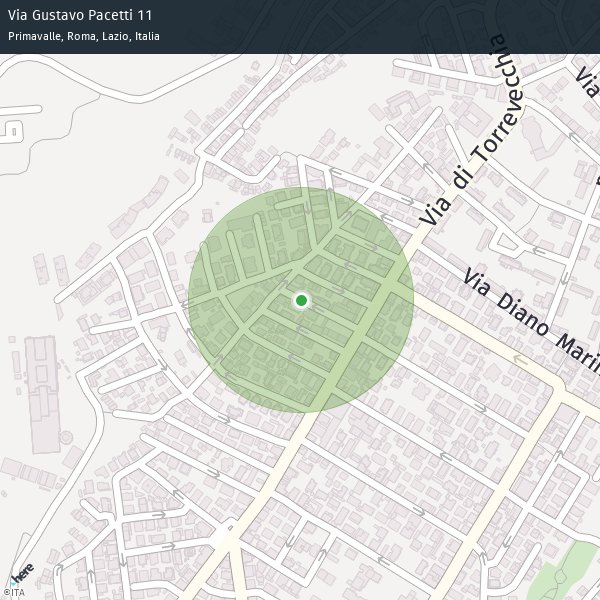 Via Gustavo Pacetti 11
Primavalle, Roma, Lazio, Italia
Via di Torrevecchia
Via
Via Diano Marin
here
©ITA